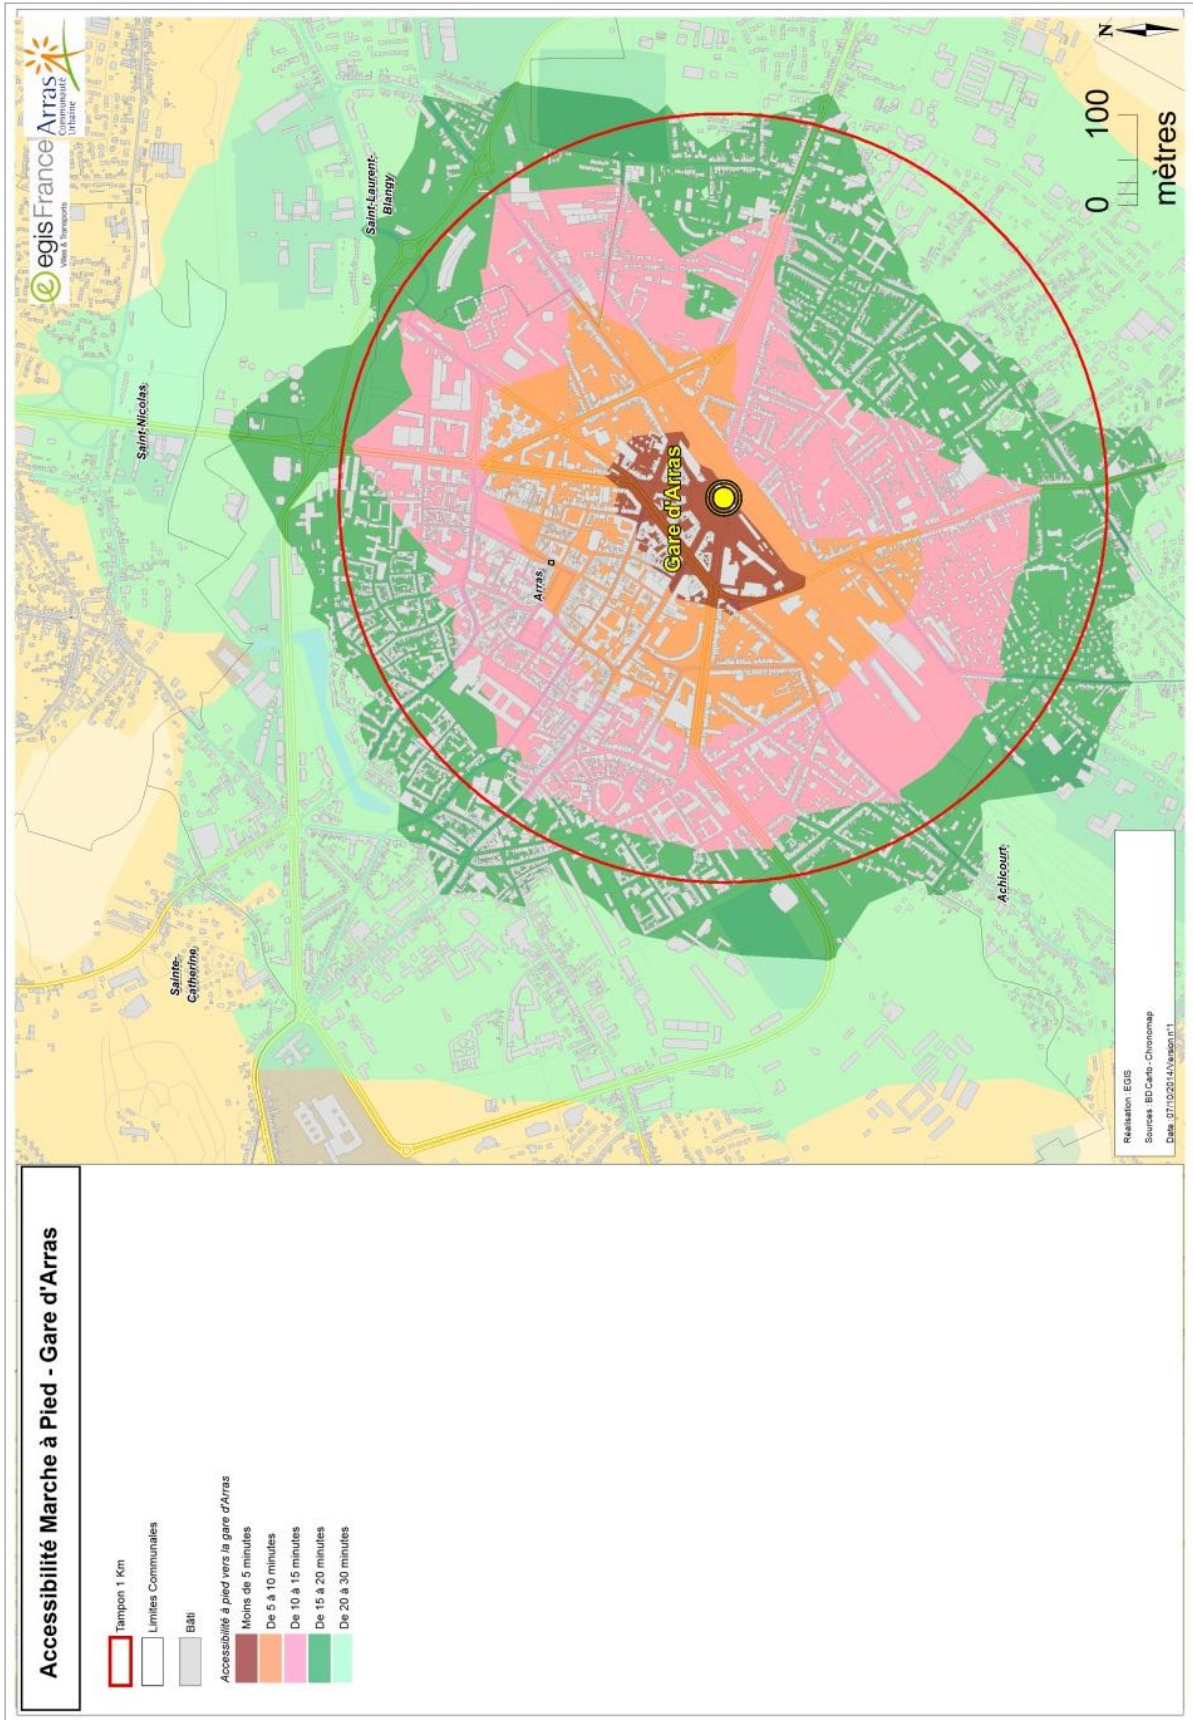 Accessibilité Marche à Pied - Gare d'Arras
Tampon 1 Km
Limites Communales
Bâti
Accessibilité à pied vers la gare d'Arras
Moins de 5 minutes
De 5 à 10 minutes
De 10 à 15 minutes
De 15 à 20 minutes
De 20 à 30 minutes
egis France
Villes & Transports
Arras
Communauté
Urbaine
Saint-Nicolas
Saint-Laurent-
Blangy
Sainte-
Catherine
Arras
Gare d'Arras
Achicourt
N
0 100
mètres
Réalisation : EGIS
Sources : BD Carto - Chronomap
Date : 07/10/2014/Version n°1